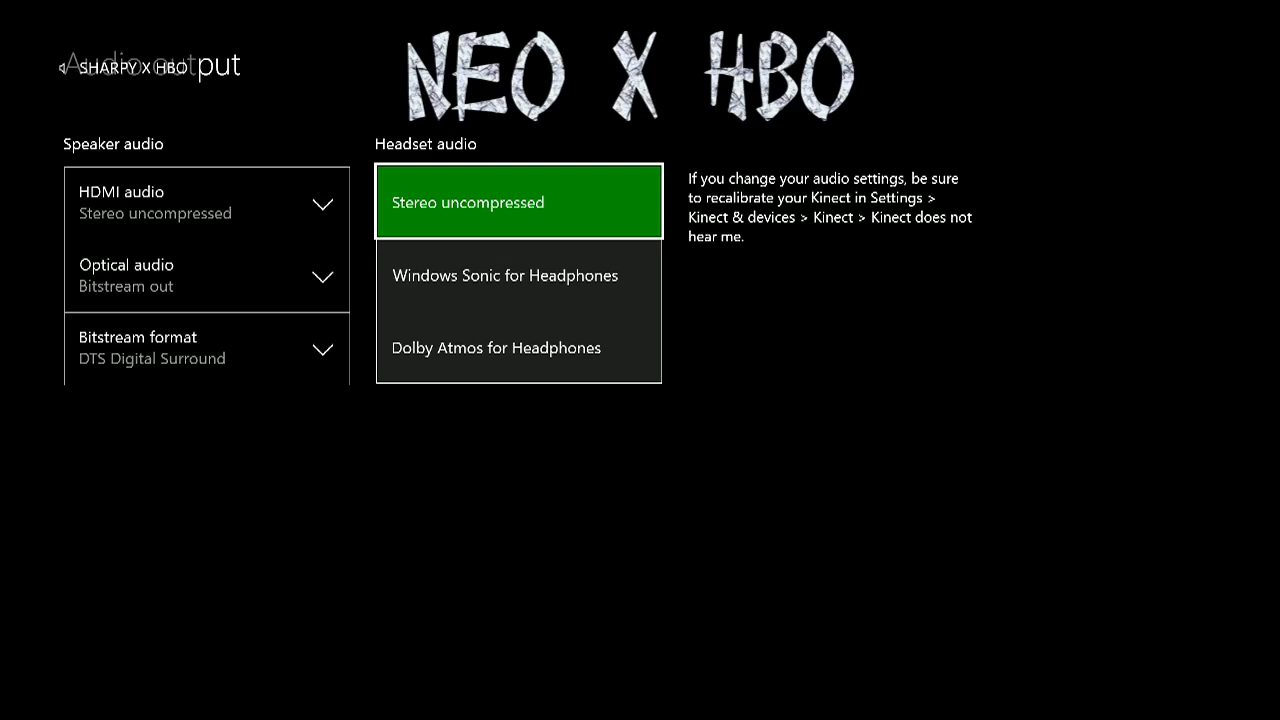 NEO X HBO
Audio output
SHARPY X HBO
Speaker audio
HDMI audio
Stereo uncompressed
Optical audio
Bitstream out
Bitstream format
DTS Digital Surround
Headset audio
Stereo uncompressed
Windows Sonic for Headphones
Dolby Atmos for Headphones
If you change your audio settings, be sure
to recalibrate your Kinect in Settings >
Kinect & devices > Kinect > Kinect does not
hear me.